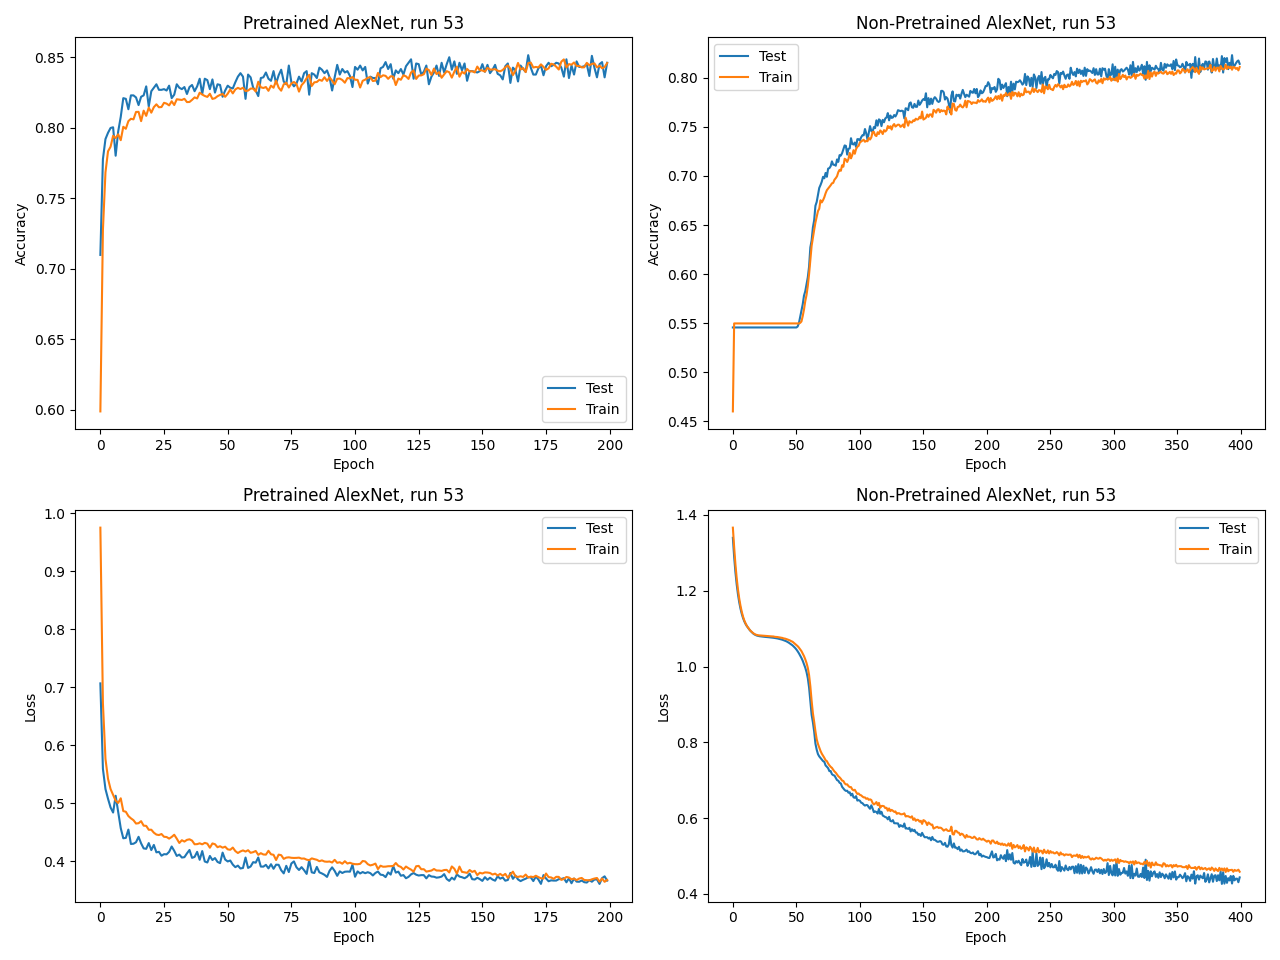 Pretrained AlexNet, run 53
Accuracy
0.85
0.80
0.75
0.70
0.65
0.60
0 25 50 75 100 125 150 175 200
Epoch
Test
Train
Non-Pretrained AlexNet, run 53
Accuracy
0.80
0.75
0.70
0.65
0.60
0.55
0.50
0.45
0 50 100 150 200 250 300 350 400
Epoch
Test
Train
Pretrained AlexNet, run 53
Loss
1.0
0.9
0.8
0.7
0.6
0.5
0.4
0 25 50 75 100 125 150 175 200
Epoch
Test
Train
Non-Pretrained AlexNet, run 53
Loss
1.4
1.2
1.0
0.8
0.6
0.4
0 50 100 150 200 250 300 350 400
Epoch
Test
Train